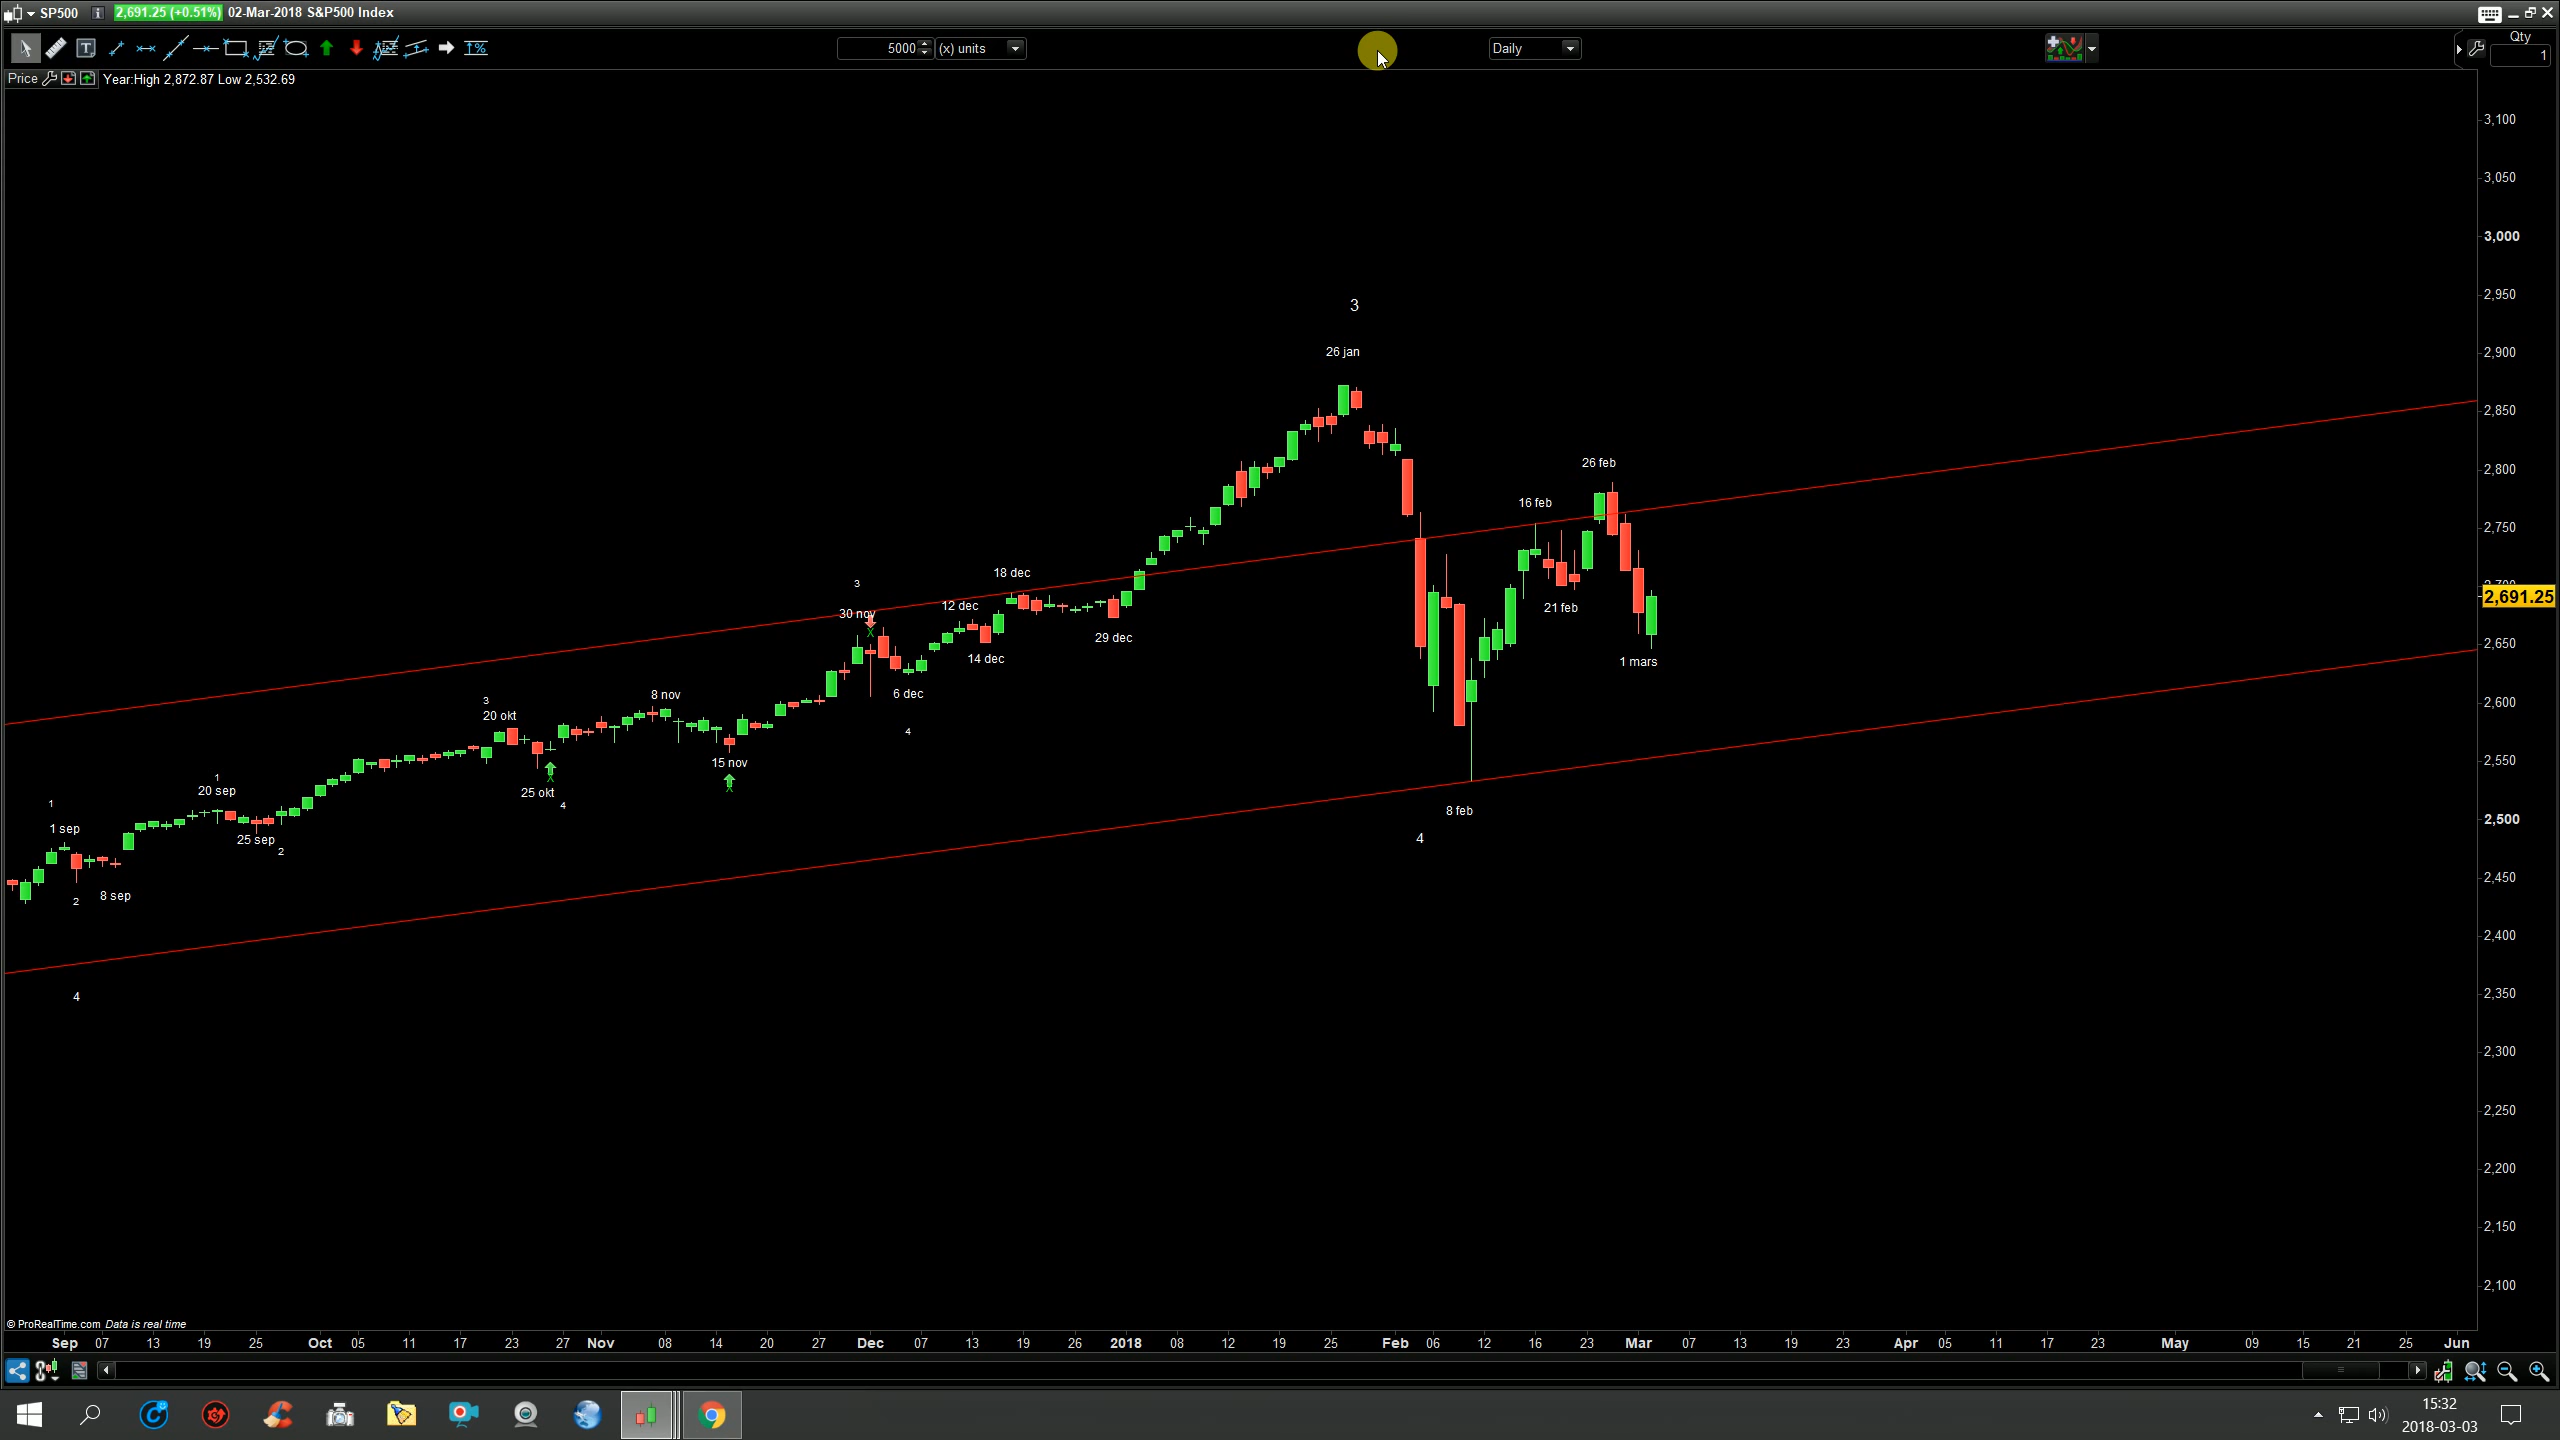 SP500 i 2,691.25 (+0.51%) 02-Mar-2018 S&P500 Index
T 5000 (x) units Daily Qty
1
Price Year:High 2,872.87 Low 2,532.69
3,100
3,050
3,000
2,950
2,900
2,850
2,800
2,750
2,700
2,691.25
2,650
2,600
2,550
2,500
2,450
2,400
2,350
2,300
2,250
2,200
2,150
2,100
3
26 jan
26 feb
16 feb
21 feb
1 mars
8 feb
4
18 dec
3
30 nov
12 dec
14 dec
29 dec
6 dec
4
8 nov
15 nov
3
20 okt
25 okt
4
1
20 sep
25 sep
2
1
1 sep
2
8 sep
4
© ProRealTime.com Data is real time
Sep 07 13 19 25 Oct 05 11 17 23 27 Nov 08 14 20 27 Dec 07 13 19 26 2018 08 12 19 25 Feb 06 12 16 23 Mar 07 13 19 23 Apr 05 11 17 23 May 09 15 21 25 Jun
15:32
2018-03-03